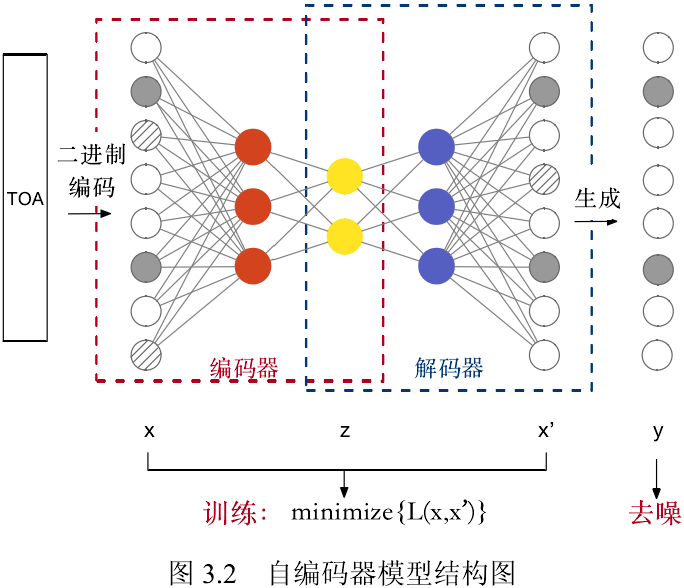 TOA
二进制
编码
生成
编码器
解码器
x
z
x’
y
训练： minimize{L(x,x’)}
去噪
图 3.2 自编码器模型结构图